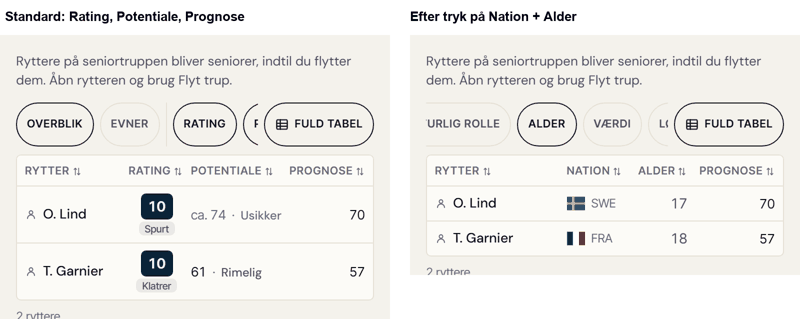 Standard: Rating, Potentiale, Prognose
Ryttere på seniortruppen bliver seniorer, indtil du flytter
dem. Åbn rytteren og brug Flyt trup.
OVERBLIK EVNER RATING FULD TABEL
RYTTER RATING POTENTIALE PROGNOSE
O. Lind 10 ca. 74 · Usikker 70
Spurt
T. Garnier 10 61 · Rimelig 57
Klatrer
2 ryttere
Efter tryk på Nation + Alder
Ryttere på seniortruppen bliver seniorer, indtil du flytter
dem. Åbn rytteren og brug Flyt trup.
URLIG ROLLE ALDER VÆRDI FULD TABEL
RYTTER NATION ALDER PROGNOSE
O. Lind SWE 17 70
T. Garnier FRA 18 57
2 ryttere